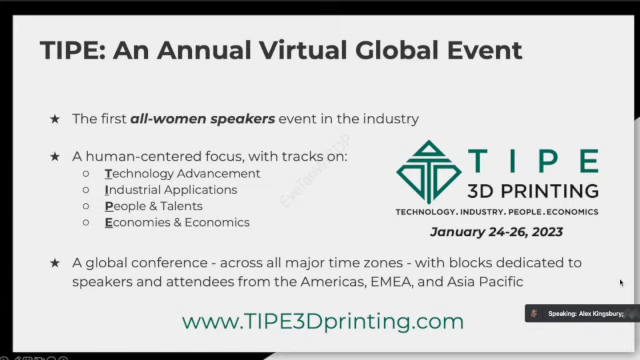 TIPE: An Annual Virtual Global Event
★ The first all-women speakers event in the industry
★ A human-centered focus, with tracks on:
○ Technology Advancement
○ Industrial Applications
○ People & Talents
○ Economies & Economics
TIPE
3D PRINTING
TECHNOLOGY. INDUSTRY. PEOPLE. ECONOMICS
January 24-26, 2023
★ A global conference - across all major time zones - with blocks dedicated to
speakers and attendees from the Americas, EMEA, and Asia Pacific
Speaking: Alex Kingsbury;
www.TIPE3Dprinting.com